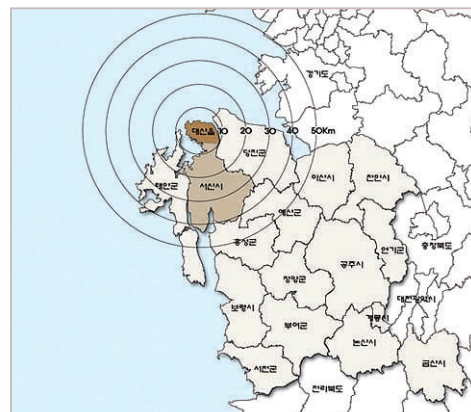 경기도
대산읍 10 20 30 40 50Km
당진군
태안군
서산시
아산시
천안시
예산군
홍성군
연기군
충청북도
공주시
청양군
대전광역시
보령시
계룡시
부여군
논산시
서천군
금산시
전라북도